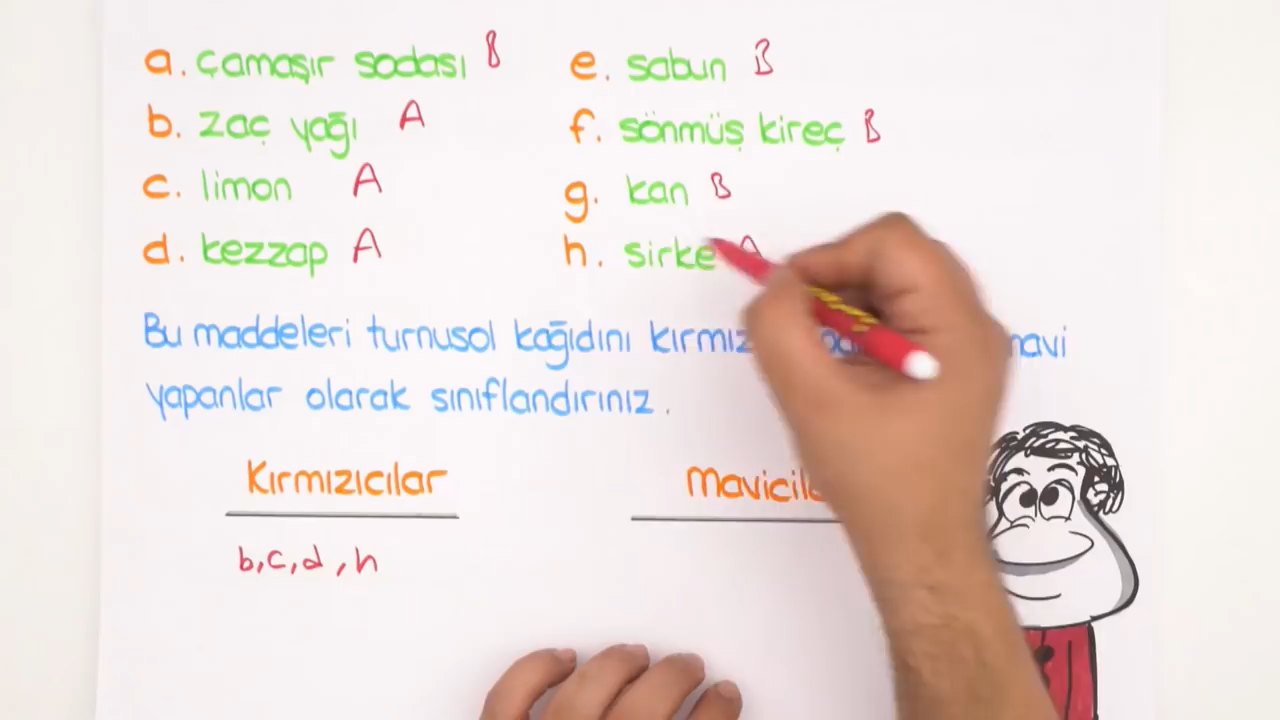 a. çamaşır sodası B
b. zaç yağı A
c. limon A
d. kezzap A
e. sabun B
f. sönmüş kireç B
g. kan B
h. sirke A
Bu maddeleri turnusol kağıdını mavi
yapanlar olarak sınıflandırınız.
Kırmızıcılar
b, c, d, h